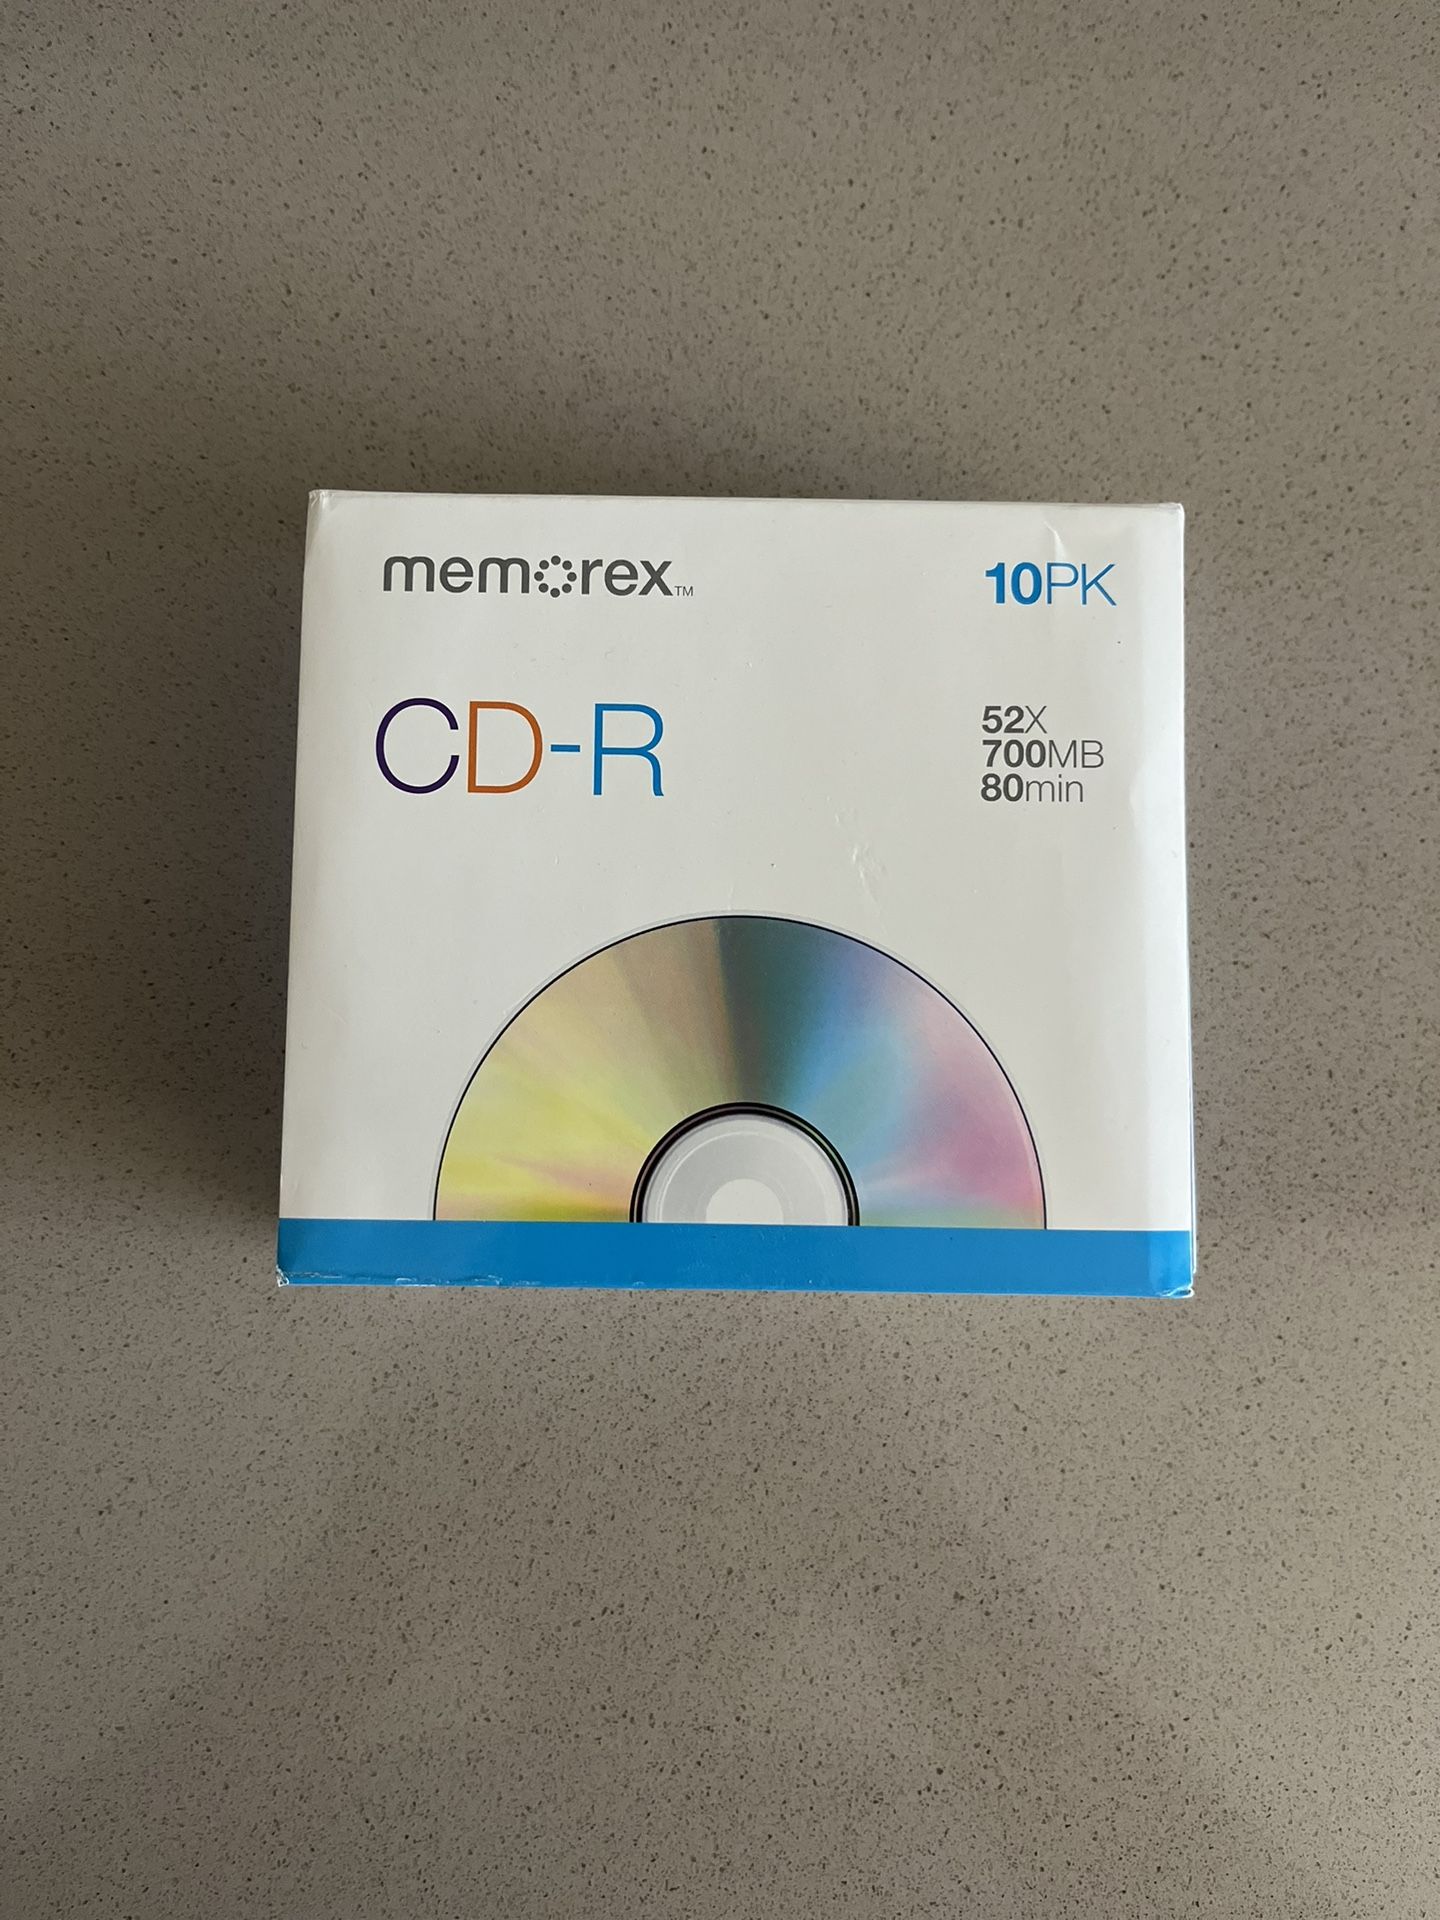 memorex™
10PK
CD-R
52X
700MB
80min